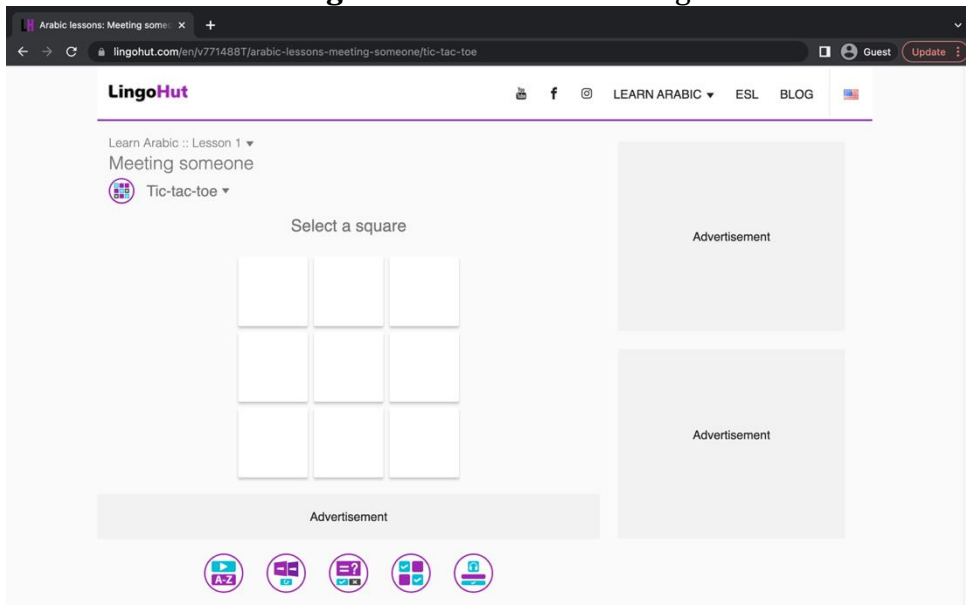 Arabic lessons: Meeting some
lingohut.com/en/v771488T/arabic-lessons-meeting-someone/tic-tac-toe
Guest
Update
LingoHut
LEARN ARABIC
ESL
BLOG
Learn Arabic :: Lesson 1
Meeting someone
Tic-tac-toe
Select a square
Advertisement
Advertisement
Advertisement
A-Z